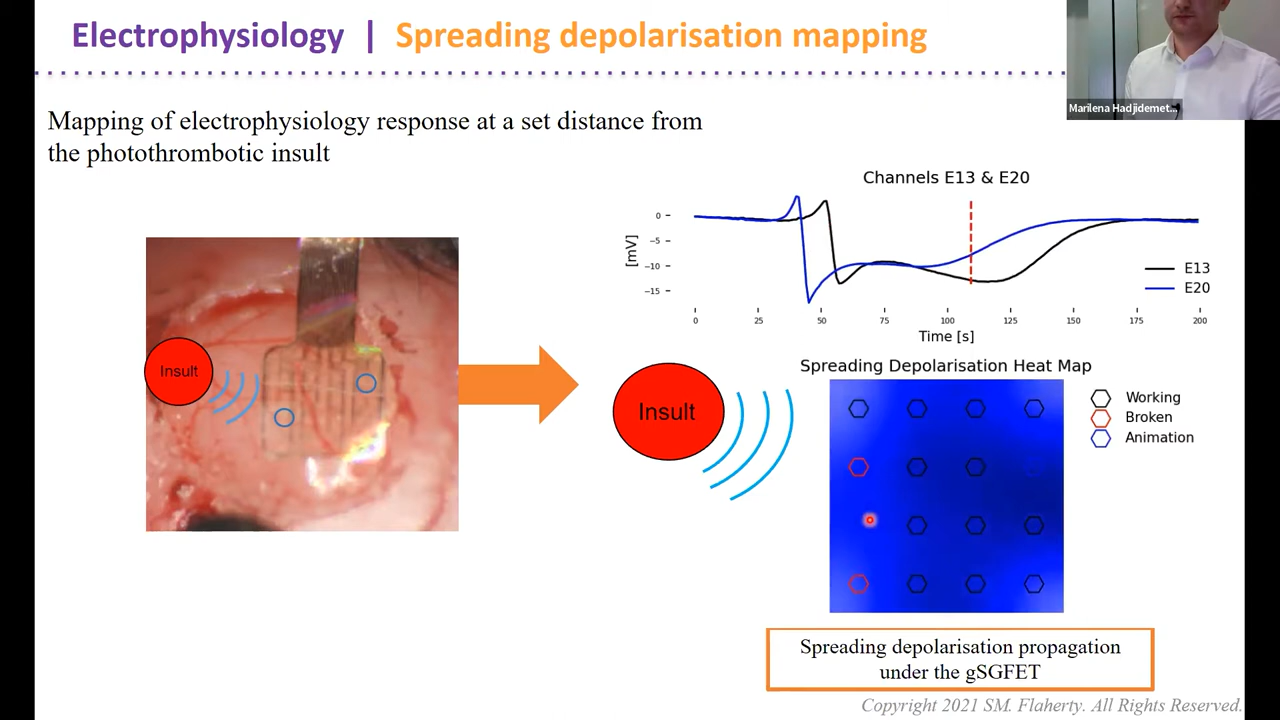 Electrophysiology | Spreading depolarisation mapping
Marilena Hadjidemet...
Mapping of electrophysiology response at a set distance from
the photothrombotic insult
Channels E13 & E20
[mV]
0
−5
−10
−15
0 25 50 75 100 125 150 175 200
Time [s]
E13
E20
Insult
Insult
Spreading Depolarisation Heat Map
Working
Broken
Animation
Spreading depolarisation propagation
under the gSGFET
Copyright 2021 SM. Flaherty. All Rights Reserved.